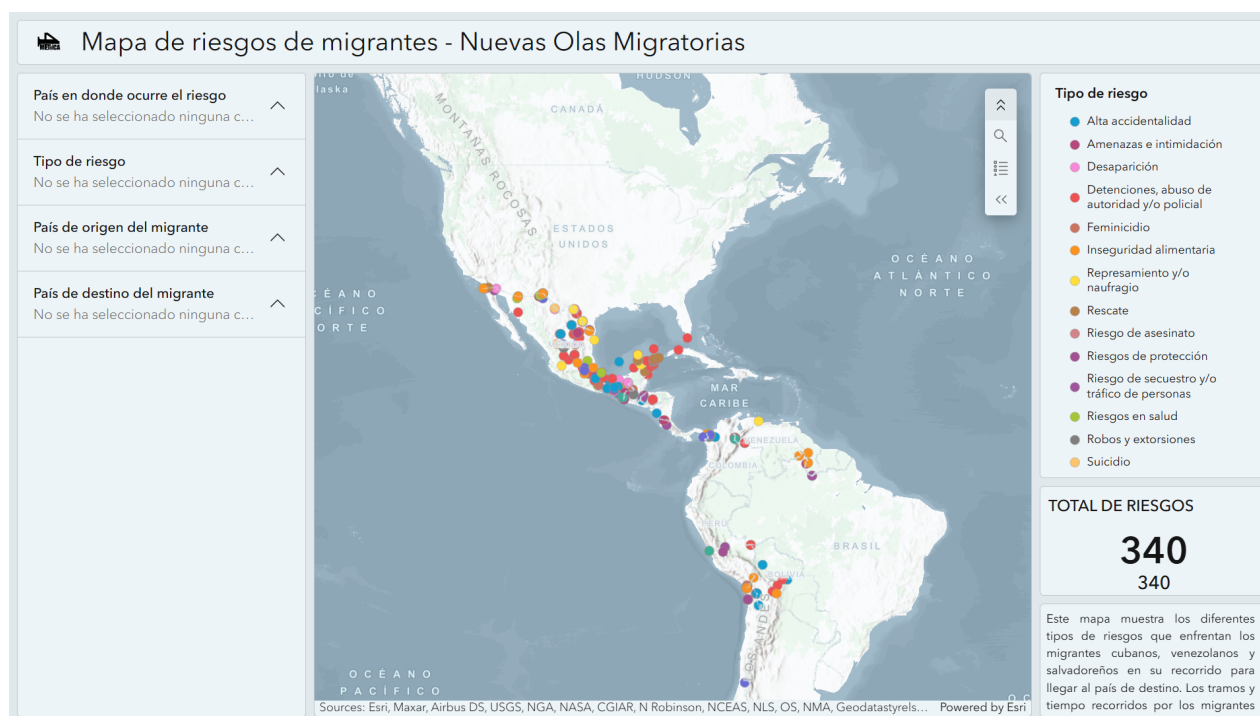 Mapa de riesgos de migrantes - Nuevas Olas Migratorias
País en donde ocurre el riesgo
No se ha seleccionado ninguna c...
Tipo de riesgo
No se ha seleccionado ninguna c...
País de origen del migrante
No se ha seleccionado ninguna c...
País de destino del migrante
No se ha seleccionado ninguna c...
HUDSON
laska
CANADÁ
MONTAÑAS ROCOSAS
ESTADOS
UNIDOS
OCÉANO
ATLÁNTICO
NORTE
ÉANO
CÍFICO
ORTE
MAR
CARIBE
VENEZUELA
COLOMBIA
PERÚ
BRASIL
BOLIVIA
OS ANDES
OCÉANO
PACÍFICO
Sources: Esri, Maxar, Airbus DS, USGS, NGA, NASA, CGIAR, N Robinson, NCEAS, NLS, OS, NMA, Geodatastyrels...
Powered by Esri
Tipo de riesgo
Alta accidentalidad
Amenazas e intimidación
Desaparición
Detenciones, abuso de
autoridad y/o policial
Feminicidio
Inseguridad alimentaria
Represamiento y/o
naufragio
Rescate
Riesgo de asesinato
Riesgos de protección
Riesgo de secuestro y/o
tráfico de personas
Riesgos en salud
Robos y extorsiones
Suicidio
TOTAL DE RIESGOS
340
340
Este mapa muestra los diferentes
tipos de riesgos que enfrentan los
migrantes cubanos, venezolanos y
salvadoreños en su recorrido para
llegar al país de destino. Los tramos y
tiempo recorridos por los migrantes